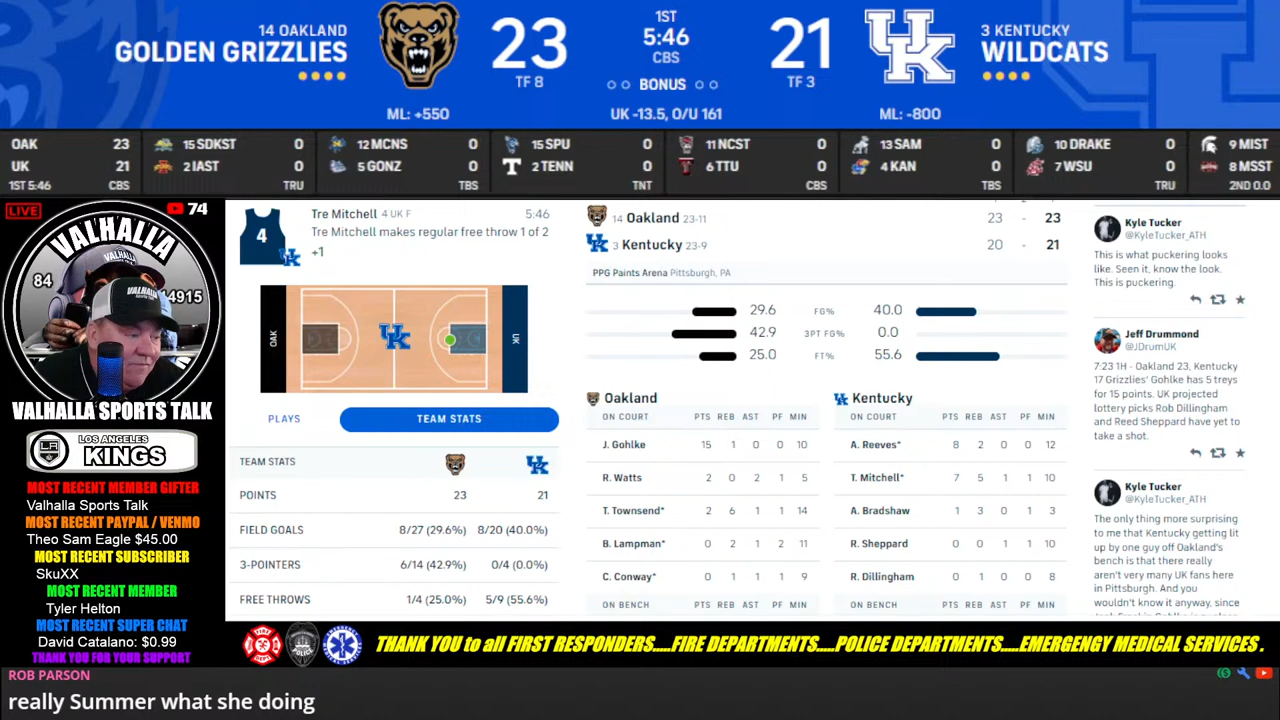 14 OAKLAND
GOLDEN GRIZZLIES
23
TF 8
ML: +550
1ST
5:46
CBS
BONUS
UK -13.5, O/U 161
21
TF 3
3 KENTUCKY
WILDCATS
ML: -800
OAK 23
UK 21
1ST 5:46 CBS
15 SDKST 0
2 IAST 0
TRU
12 MCNS 0
5 GONZ 0
TBS
15 SPU 0
2 TENN 0
TNT
11 NCST 0
6 TTU 0
CBS
13 SAM 0
4 KAN 0
TBS
10 DRAKE 0
7 WSU 0
TRU
9 MIST
8 MSST
2ND 0.0
LIVE
74
VALHALLA
84
14915
VALHALLA SPORTS TALK
LOS ANGELES
KINGS
MOST RECENT MEMBER GIFTER
Valhalla Sports Talk
MOST RECENT PAYPAL / VENMO
Theo Sam Eagle $45.00
MOST RECENT SUBSCRIBER
SkuXX
MOST RECENT MEMBER
Tyler Helton
MOST RECENT SUPER CHAT
David Catalano: $0.99
THANK YOU FOR YOUR SUPPORT
4
Tre Mitchell 4 UK F 5:46
Tre Mitchell makes regular free throw 1 of 2
+1
OAK
UK
PLAYS
TEAM STATS
TEAM STATS
POINTS 23 21
FIELD GOALS 8/27 (29.6%) 8/20 (40.0%)
3-POINTERS 6/14 (42.9%) 0/4 (0.0%)
FREE THROWS 1/4 (25.0%) 5/9 (55.6%)
14 Oakland 23-11 23 - 23
3 Kentucky 23-9 20 - 21
PPG Paints Arena Pittsburgh, PA
29.6 FG% 40.0
42.9 3PT FG% 0.0
25.0 FT% 55.6
Oakland
ON COURT PTS REB AST PF MIN
J. Gohlke 15 1 0 0 10
R. Watts 2 0 2 1 5
T. Townsend* 2 6 1 1 14
B. Lampman* 0 2 1 2 11
C. Conway* 0 1 1 1 9
ON BENCH PTS REB AST PF MIN
Kentucky
ON COURT PTS REB AST PF MIN
A. Reeves* 8 2 0 0 12
T. Mitchell* 7 5 1 1 10
A. Bradshaw 1 3 0 1 3
R. Sheppard 0 0 1 1 10
R. Dillingham 0 1 0 0 8
ON BENCH PTS REB AST PF MIN
Kyle Tucker
@KyleTucker_ATH
This is what puckering looks
like. Seen it, know the look.
This is puckering.
Jeff Drummond
@JDrumUK
7:23 1H - Oakland 23, Kentucky
17 Grizzlies' Gohlke has 5 treys
for 15 points. UK projected
lottery picks Rob Dillingham
and Reed Sheppard have yet to
take a shot.
Kyle Tucker
@KyleTucker_ATH
The only thing more surprising
to me that Kentucky getting lit
up by one guy off Oakland's
bench is that there really
aren't very many UK fans here
in Pittsburgh. And you
wouldn't know it anyway, since
THANK YOU to all FIRST RESPONDERS.....FIRE DEPARTMENTS.....POLICE DEPARTMENTS.....EMERGENGY MEDICAL SERVICES .
ROB PARSON
really Summer what she doing